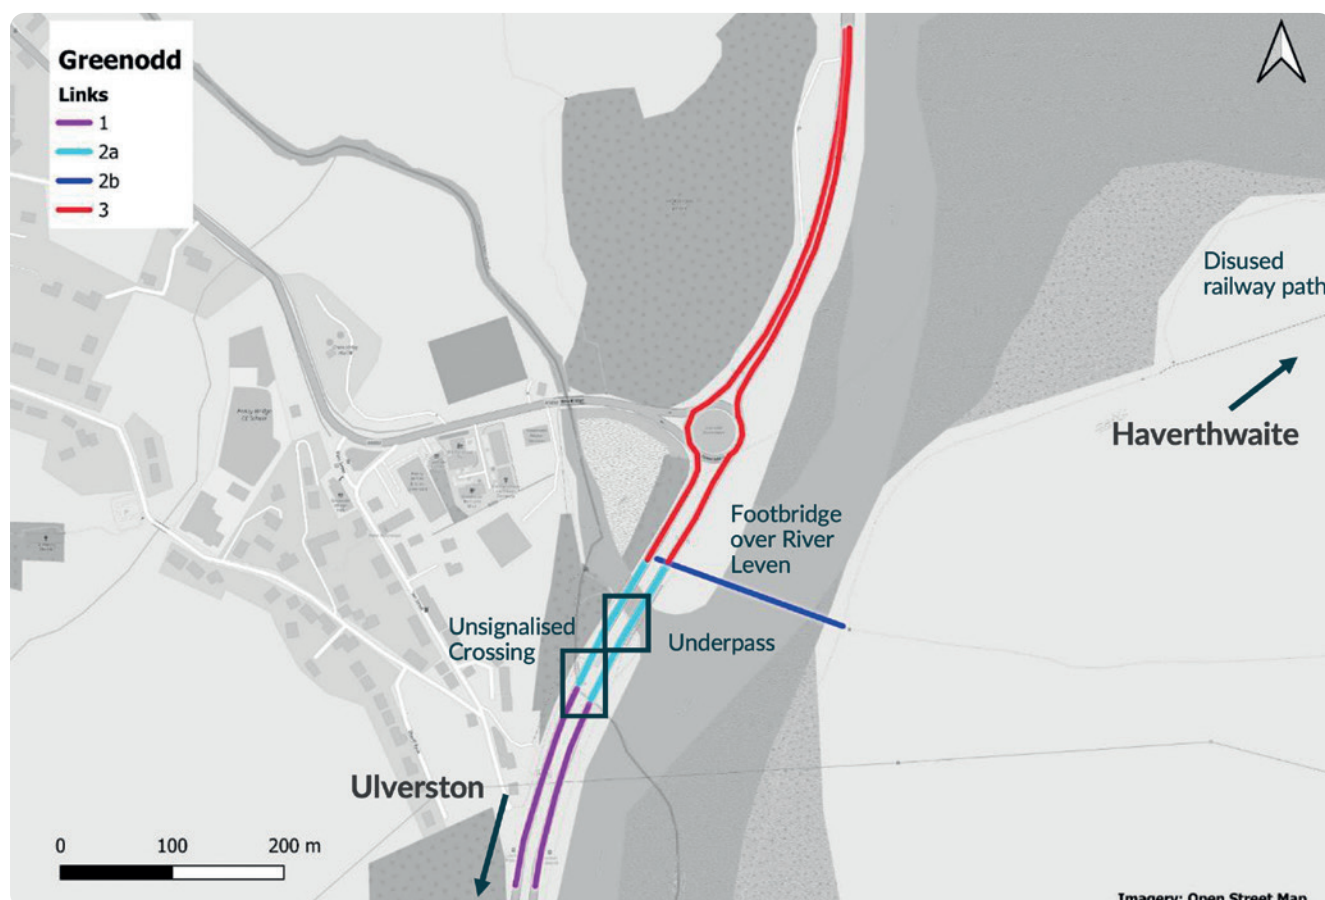 Greenodd
Links
1
2a
2b
3
Disused
railway path
Haverthwaite
Footbridge
over River
Leven
Unsignalised
Crossing
Underpass
Ulverston
0 100 200 m
Imagery: Open Street Map